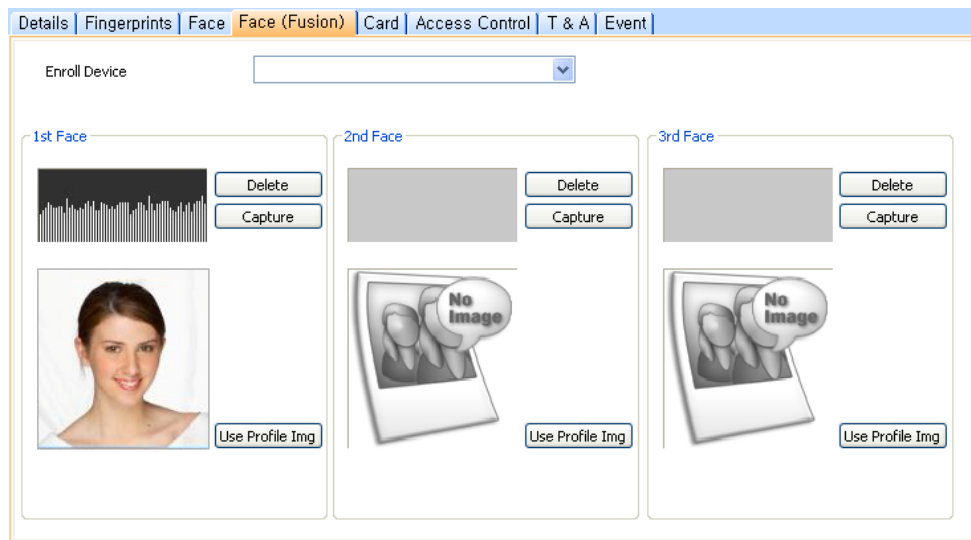 Details Fingerprints Face Face (Fusion) Card Access Control T & A Event
Enroll Device
1st Face
Delete
Capture
Use Profile Img
2nd Face
Delete
Capture
No
Image
Use Profile Img
3rd Face
Delete
Capture
No
Image
Use Profile Img